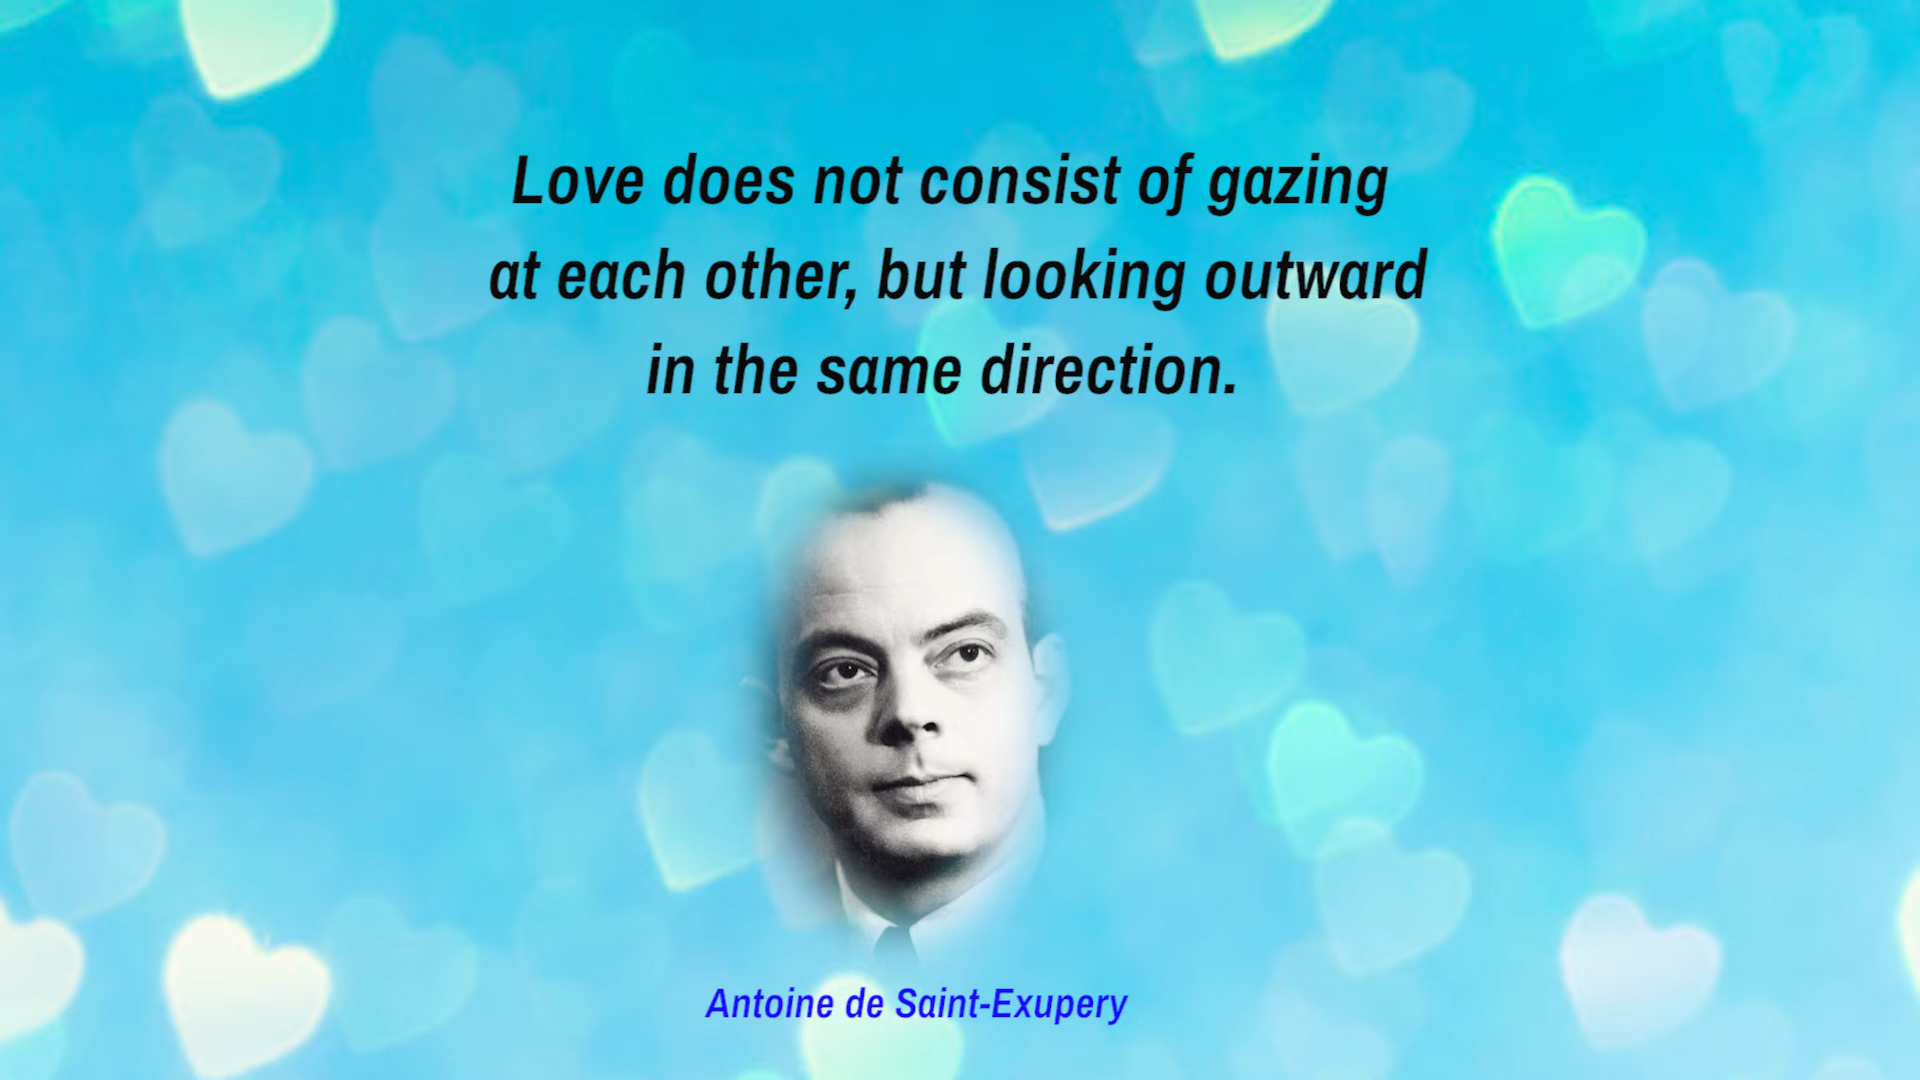 Love does not consist of gazing
at each other, but looking outward
in the same direction.
Antoine de Saint-Exupery